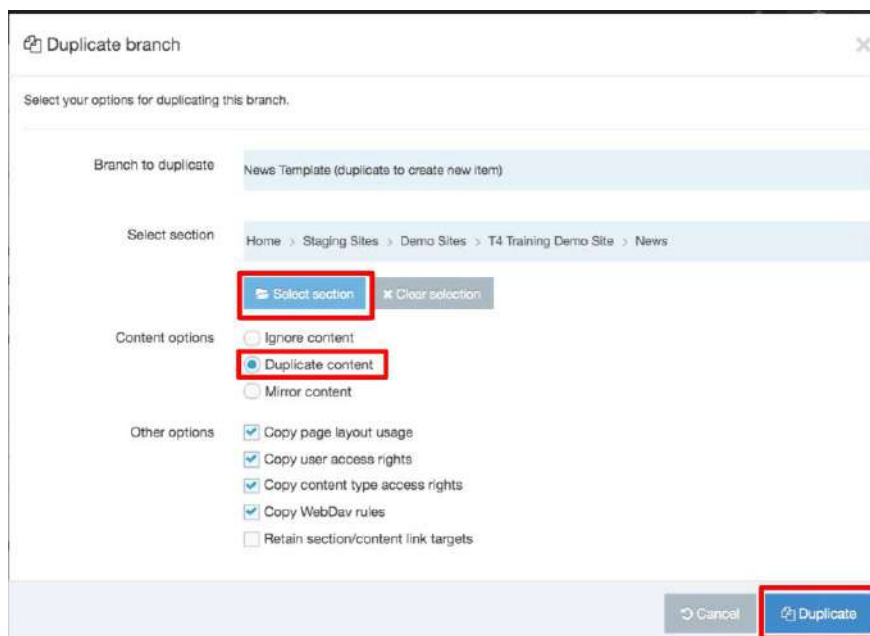 Duplicate branch
Select your options for duplicating this branch.
Branch to duplicate
News Template (duplicate to create new item)
Select section
Home > Staging Sites > Demo Sites > T4 Training Demo Site > News
Select section
Clear selection
Content options
Ignore content
Duplicate content
Mirror content
Other options
Copy page layout usage
Copy user access rights
Copy content type access rights
Copy WebDav rules
Retain section/content link targets
Cancel
Duplicate